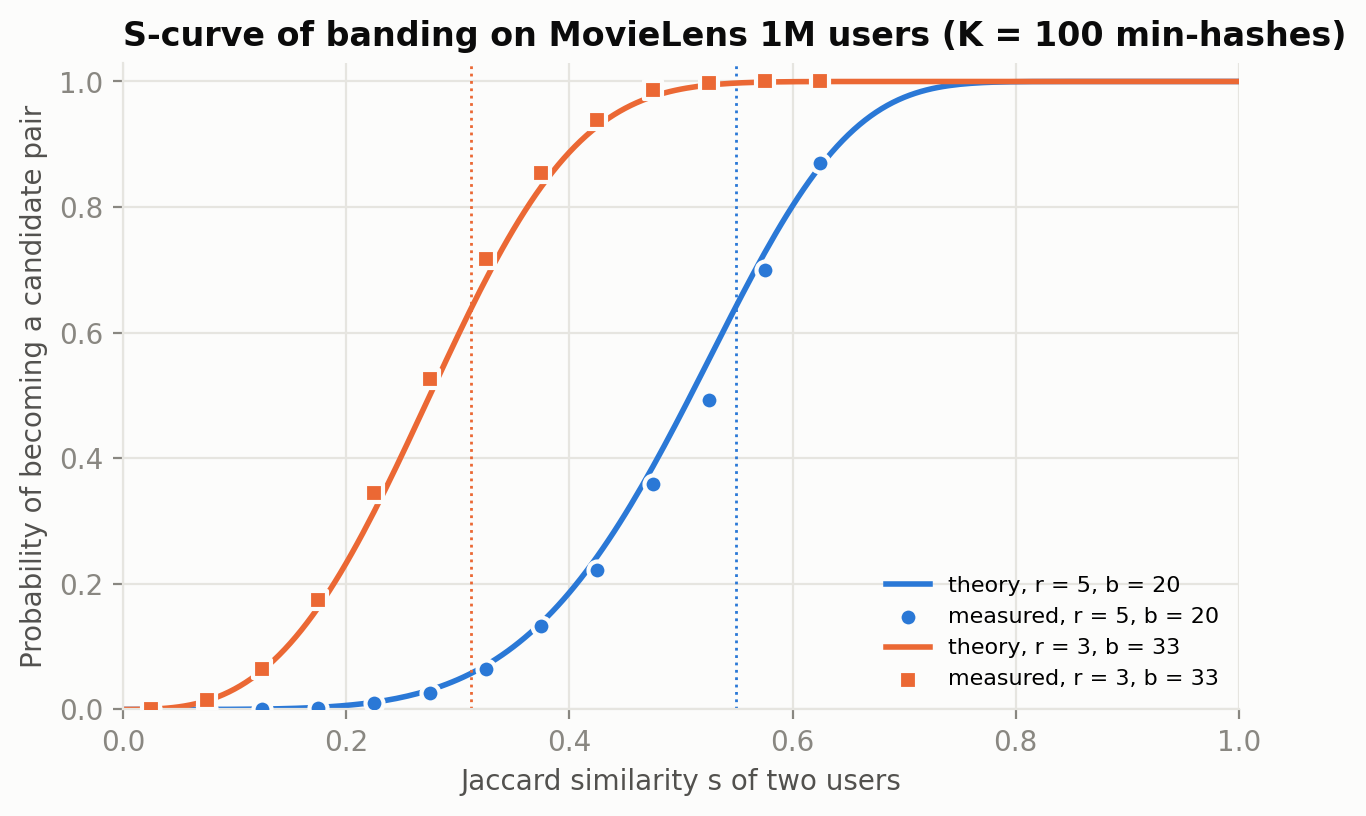 S-curve of banding on MovieLens 1M users (K = 100 min-hashes)
Probability of becoming a candidate pair
1.0
0.8
0.6
0.4
0.2
0.0
theory, r = 5, b = 20
measured, r = 5, b = 20
theory, r = 3, b = 33
measured, r = 3, b = 33
0.0 0.2 0.4 0.6 0.8 1.0
Jaccard similarity s of two users